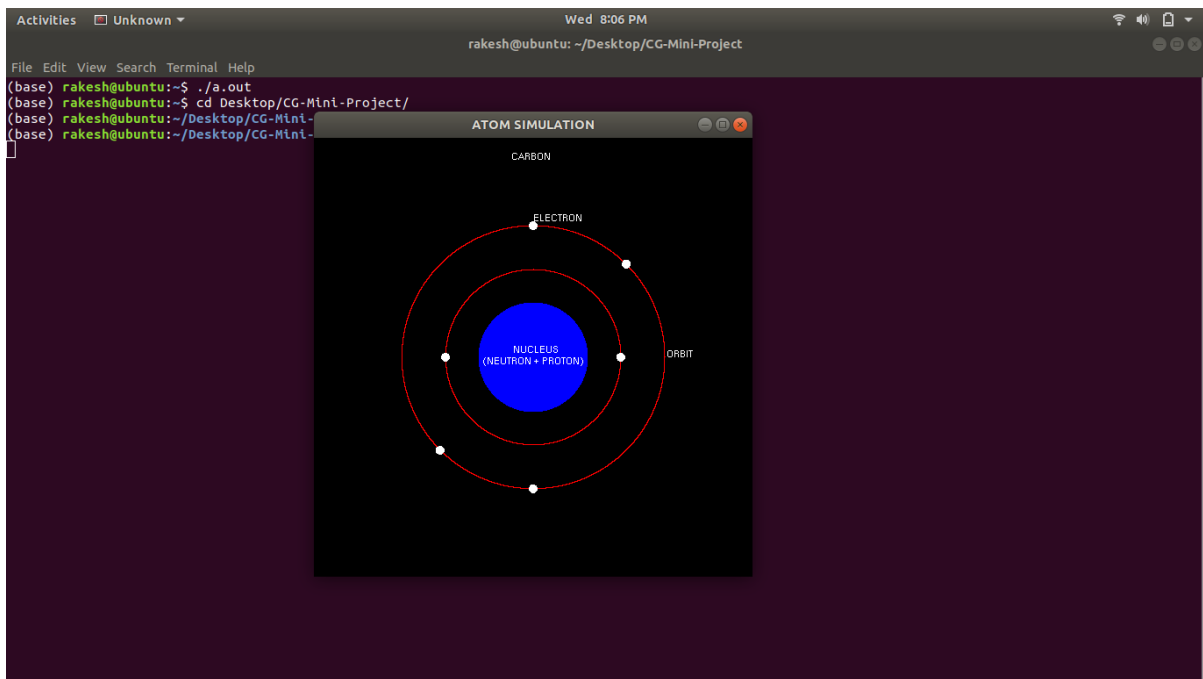 Activities Unknown Wed 8:06 PM
rakesh@ubuntu: ~/Desktop/CG-Mini-Project
File Edit View Search Terminal Help
(base) rakesh@ubuntu:~$ ./a.out
(base) rakesh@ubuntu:~$ cd Desktop/CG-Mini-Project/
(base) rakesh@ubuntu:~/Desktop/CG-Mini-
(base) rakesh@ubuntu:~/Desktop/CG-Mini-
ATOM SIMULATION
CARBON
ELECTRON
NUCLEUS
(NEUTRON + PROTON)
ORBIT